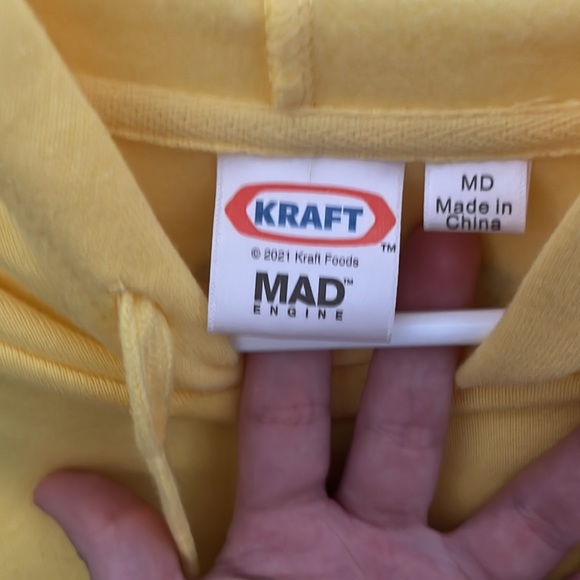 KRAFT
TM
© 2021 Kraft Foods
MAD™
ENGINE
MD
Made in
China